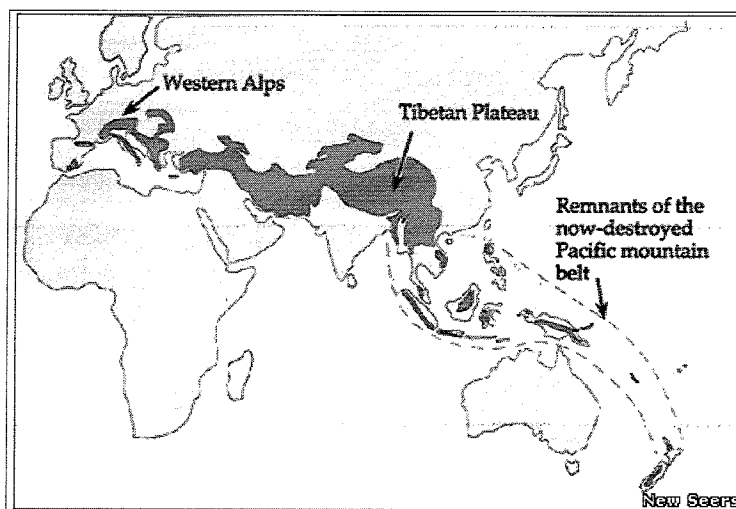 Western Alps
Tibetan Plateau
Remnants of the
now-destroyed
Pacific mountain
belt
New Seers